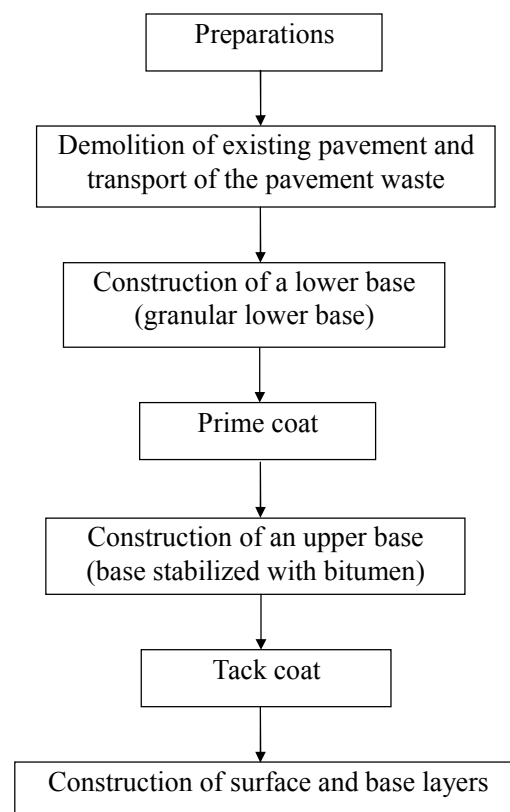 Preparations
Demolition of existing pavement and
transport of the pavement waste
Construction of a lower base
(granular lower base)
Prime coat
Construction of an upper base
(base stabilized with bitumen)
Tack coat
Construction of surface and base layers